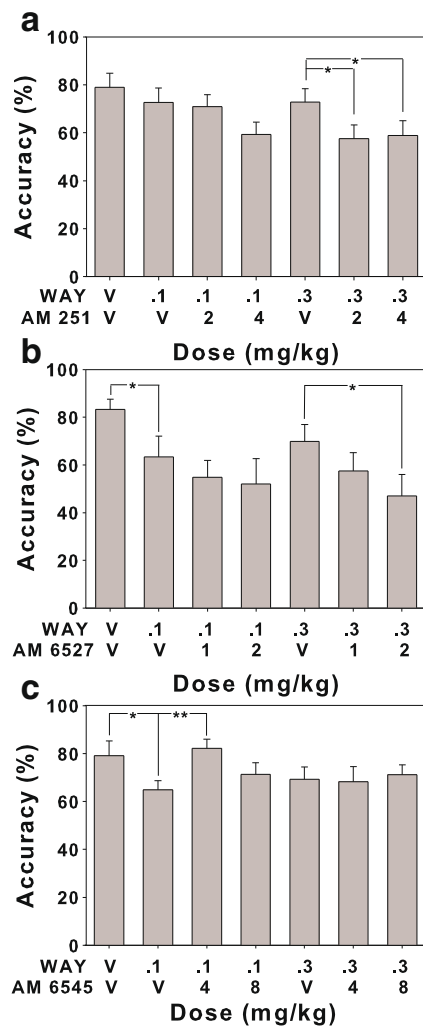 a
100
80
60
40
20
0
Accuracy (%)
* *
WAY V .1 .1 .1 .3 .3 .3
AM 251 V V 2 4 V 2 4
Dose (mg/kg)
b
100
80
60
40
20
0
Accuracy (%)
* *
WAY V .1 .1 .1 .3 .3 .3
AM 6527 V V 1 2 V 1 2
Dose (mg/kg)
c
100
80
60
40
20
0
Accuracy (%)
* **
WAY V .1 .1 .1 .3 .3 .3
AM 6545 V V 4 8 V 4 8
Dose (mg/kg)